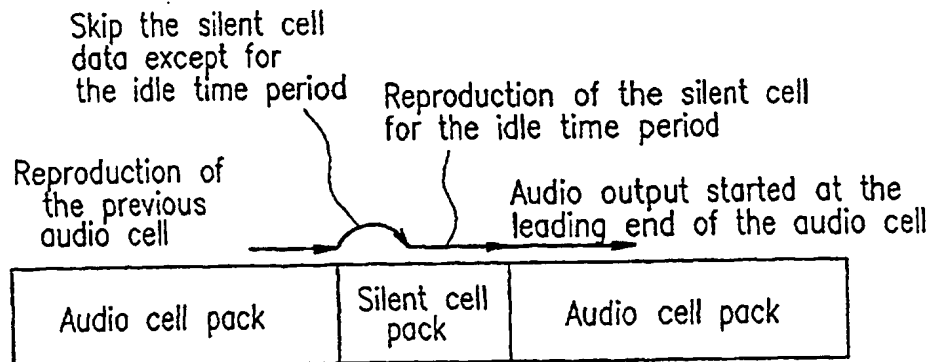 Skip the silent cell
data except for
the idle time period
Reproduction of the silent cell
for the idle time period
Reproduction of
the previous
audio cell
Audio output started at the
leading end of the audio cell
Audio cell pack
Silent cell
pack
Audio cell pack